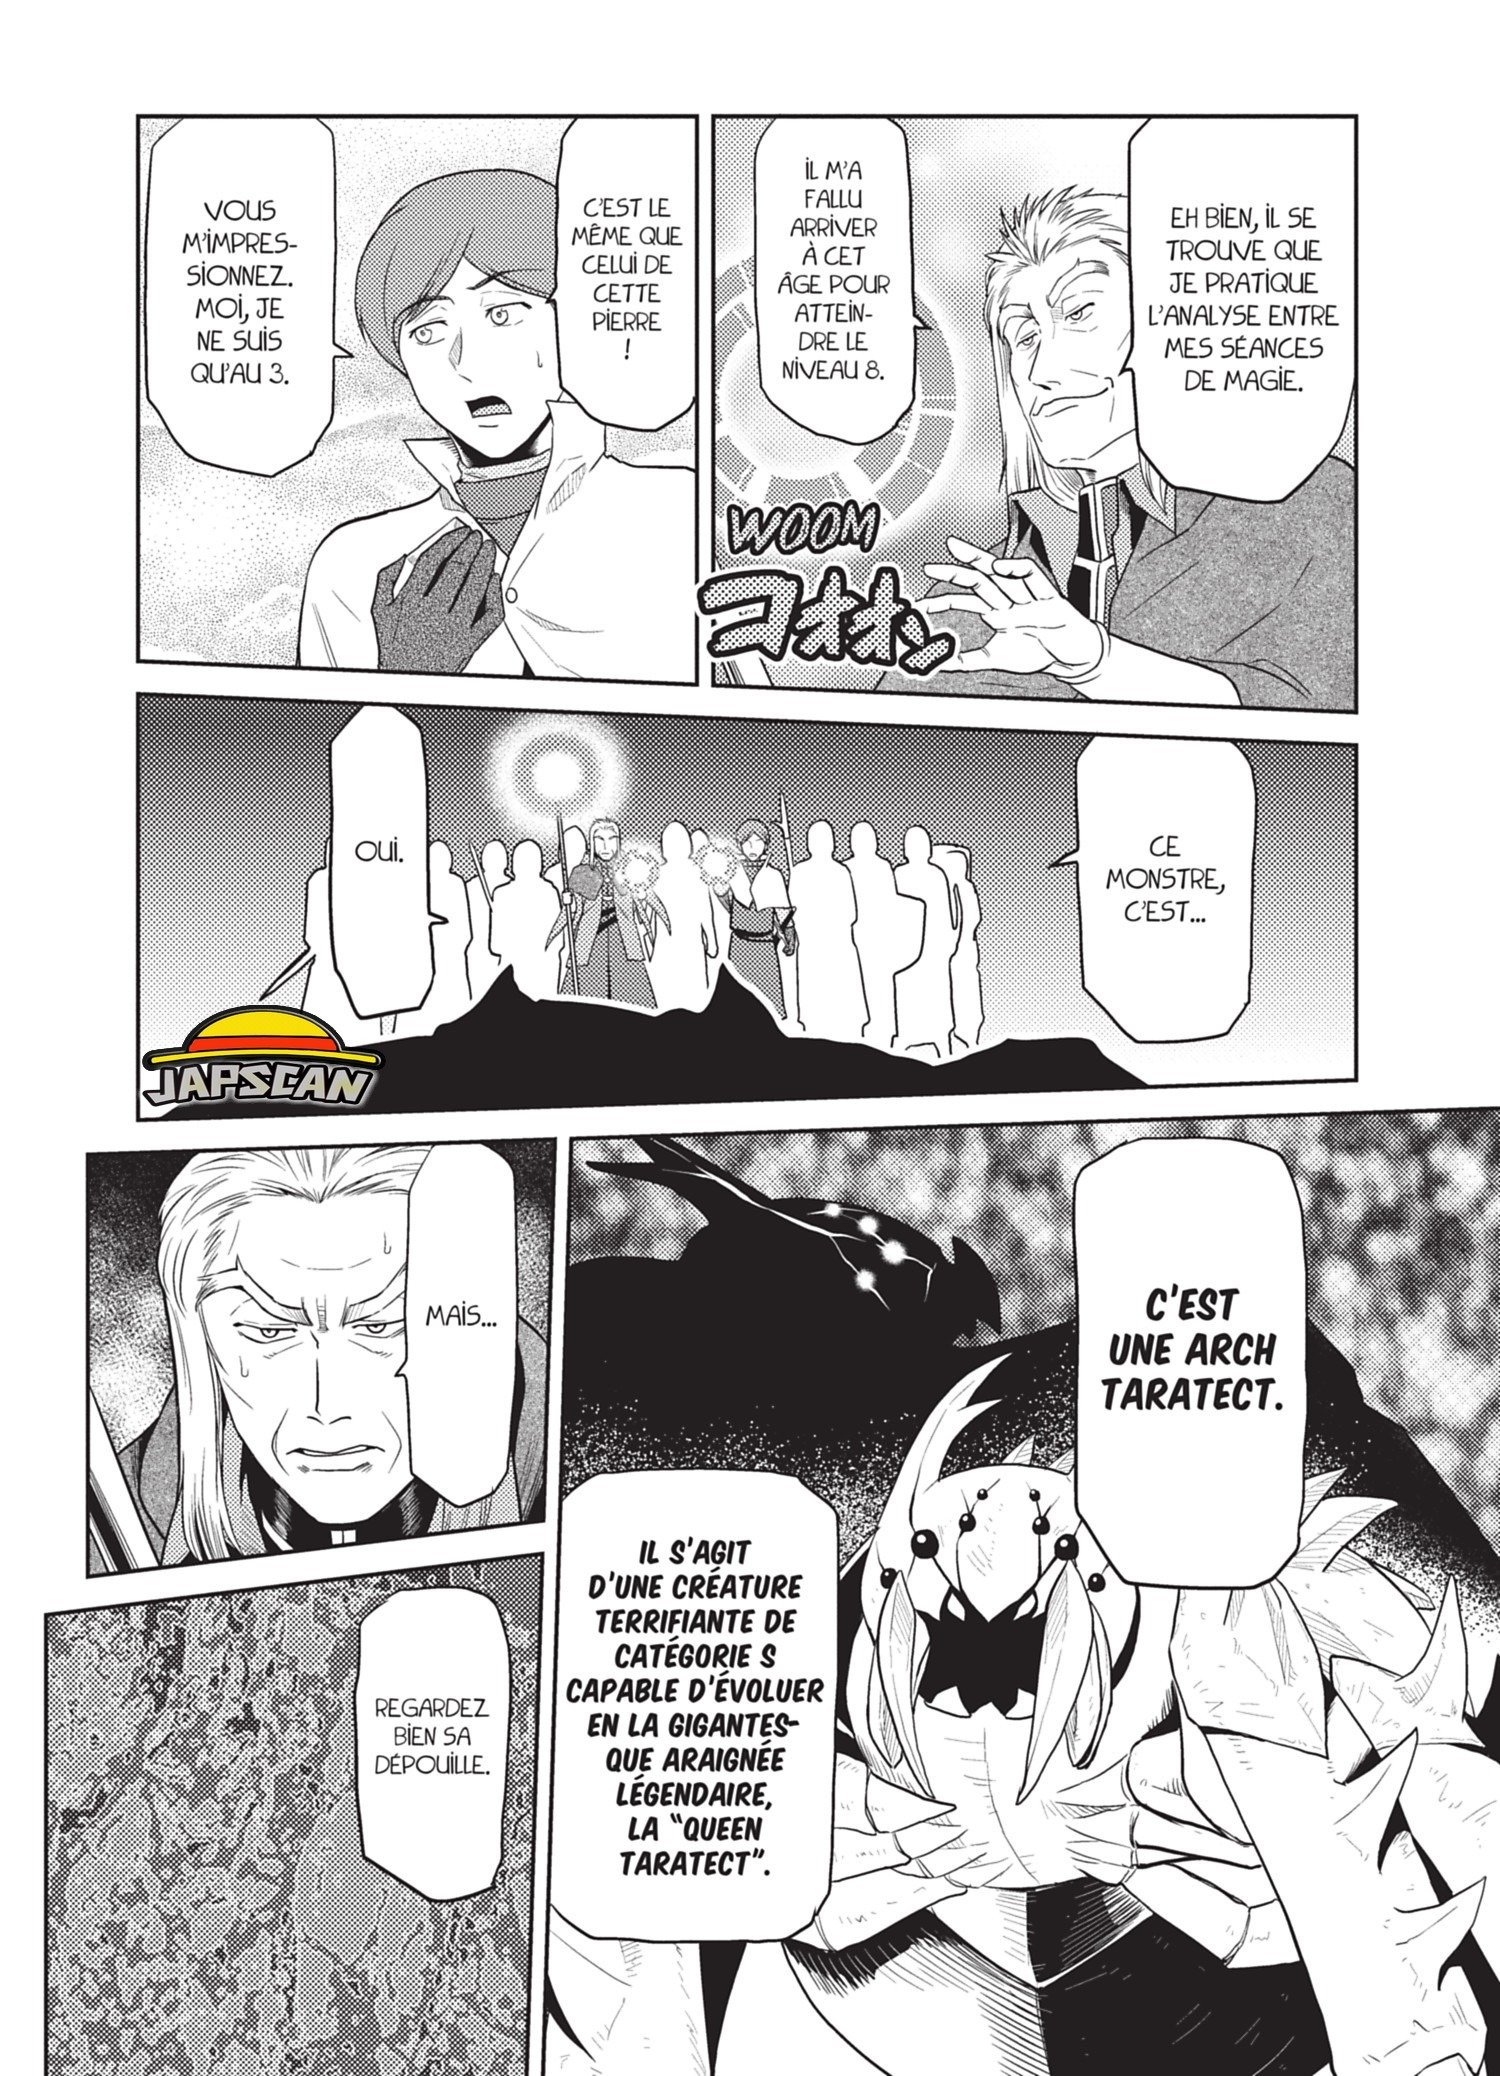 EH BIEN, IL SE
TROUVE QUE
JE PRATIQUE
L'ANALYSE ENTRE
MES SÉANCES
DE MAGIE.
IL M'A
FALLU
ARRIVER
À CET
ÂGE POUR
ATTEIN-
DRE LE
NIVEAU 8.
WOOM
コオオン
C'EST LE
MÊME QUE
CELUI DE
CETTE
PIERRE
!
VOUS
M'IMPRES-
SIONNEZ.
MOI, JE
NE SUIS
QU'AU 3.
CE
MONSTRE,
C'EST...
OUI.
JAPSCAN
C'EST
UNE ARCH
TARATECT.
IL S'AGIT
D'UNE CRÉATURE
TERRIFIANTE DE
CATÉGORIE S
CAPABLE D'ÉVOLUER
EN LA GIGANTES-
QUE ARAIGNÉE
LÉGENDAIRE,
LA "QUEEN
TARATECT".
MAIS...
REGARDEZ
BIEN SA
DÉPOUILLE.